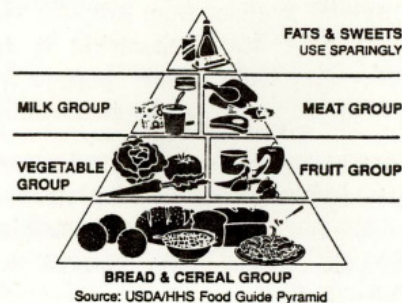 FATS & SWEETS
USE SPARINGLY
MILK GROUP
MEAT GROUP
VEGETABLE
GROUP
FRUIT GROUP
BREAD & CEREAL GROUP
Source: USDA/HHS Food Guide Pyramid